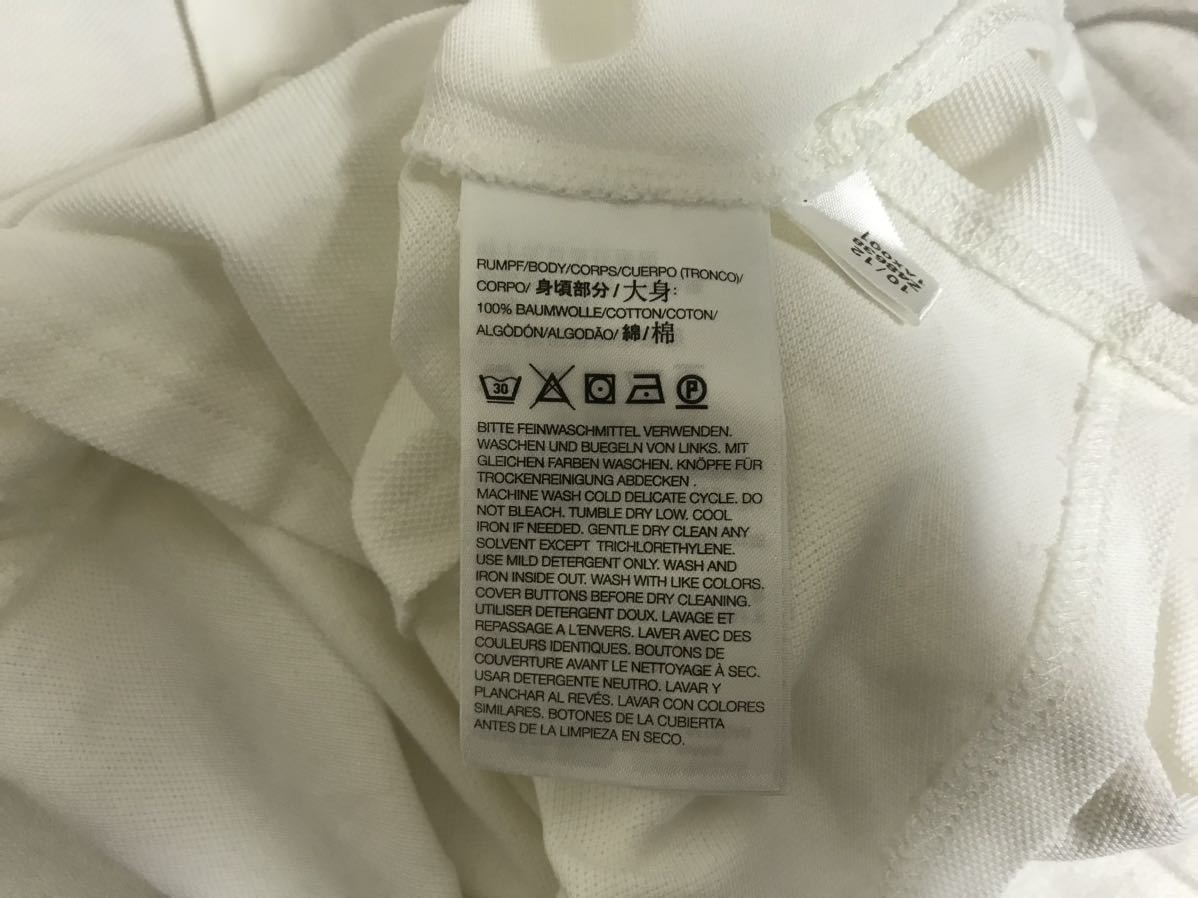 RUMPF/BODY/CORPS/CUERPO (TRONCO)/
CORPO/ 身頃部分/大身:
100% BAUMWOLLE/COTTON/COTON/
ALGÒDÓN/ALGODÃO/ 綿/棉
30
P
BITTE FEINWASCHMITTEL VERWENDEN.
WASCHEN UND BUEGELN VON LINKS. MIT
GLEICHEN FARBEN WASCHEN. KNÖPFE FÜR
TROCKENREINIGUNG ABDECKEN .
MACHINE WASH COLD DELICATE CYCLE. DO
NOT BLEACH. TUMBLE DRY LOW. COOL
IRON IF NEEDED. GENTLE DRY CLEAN ANY
SOLVENT EXCEPT TRICHLORETHYLENE.
USE MILD DETERGENT ONLY. WASH AND
IRON INSIDE OUT. WASH WITH LIKE COLORS.
COVER BUTTONS BEFORE DRY CLEANING.
UTILISER DETERGENT DOUX. LAVAGE ET
REPASSAGE A L'ENVERS. LAVER AVEC DES
COULEURS IDENTIQUES. BOUTONS DE
COUVERTURE AVANT LE NETTOYAGE À SEC.
USAR DETERGENTE NEUTRO. LAVAR Y
PLANCHAR AL REVÉS. LAVAR CON COLORES
SIMILARES. BOTONES DE LA CUBIERTA
ANTES DE LA LIMPIEZA EN SECO.
10/12
1AX001